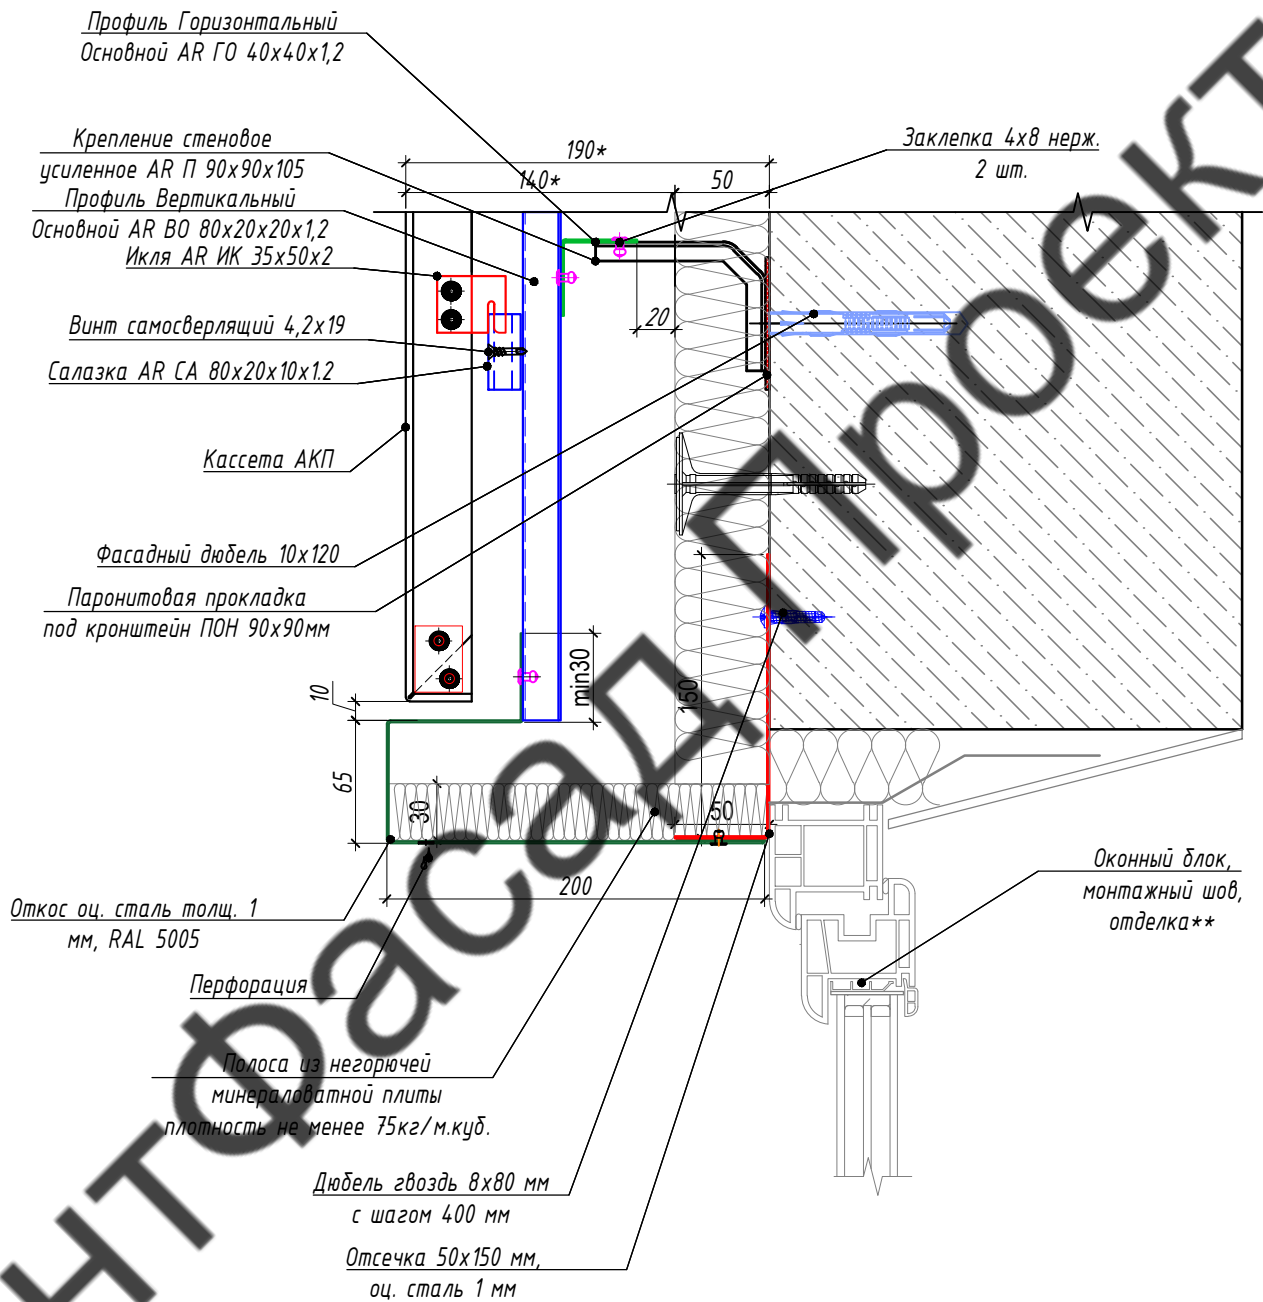 Профиль Горизонтальный
Основной AR ГО 40х40х1,2
Крепление стеновое
усиленное AR П 90х90х105
Профиль Вертикальный
Основной AR ВО 80х20х20х1,2
Икля AR ИК 35х50х2
Винт самосверлящий 4,2х19
Салазка AR СА 80х20х10х1.2
Кассета АКП
Фасадный дюбель 10х120
Паронитовая прокладка
под кронштейн ПОН 90х90мм
Заклепка 4х8 нерж.
2 шт.
190*
140*
50
20
min30
150
10
65
30
50
200
Откос оц. сталь толщ. 1
мм, RAL 5005
Перфорация
Полоса из негорючей
минераловатной плиты
плотность не менее 75кг/м.куб.
Дюбель гвоздь 8х80 мм
с шагом 400 мм
Отсечка 50х150 мм,
оц. сталь 1 мм
Оконный блок,
монтажный шов,
отделка**
нтФасадПроект